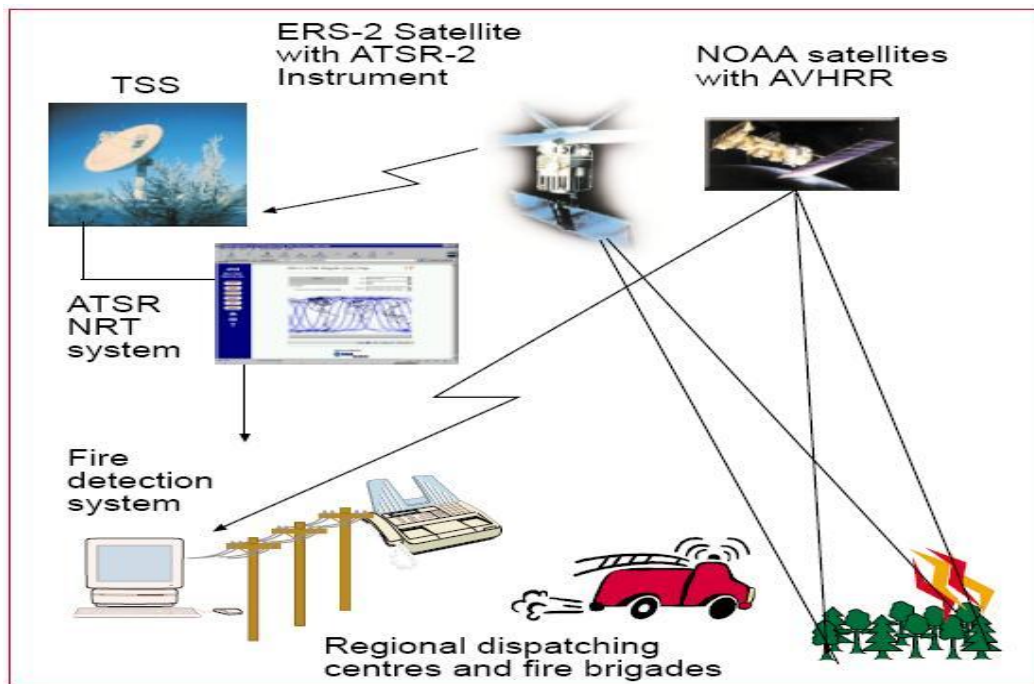 ERS-2 Satellite
with ATSR-2
Instrument
NOAA satellites
with AVHRR
TSS
ATSR
NRT
system
Fire
detection
system
Regional dispatching
centres and fire brigades